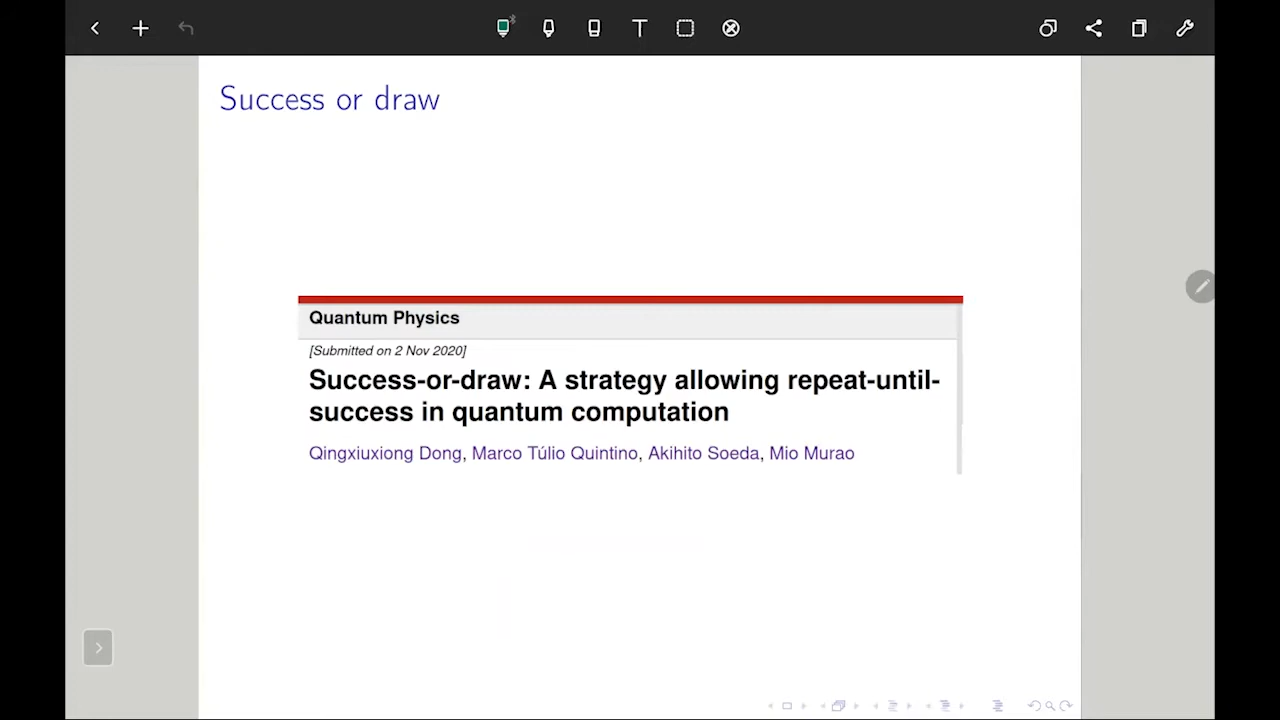 Success or draw
Quantum Physics
[Submitted on 2 Nov 2020]
Success-or-draw: A strategy allowing repeat-until-
success in quantum computation
Qingxiuxiong Dong, Marco Túlio Quintino, Akihito Soeda, Mio Murao